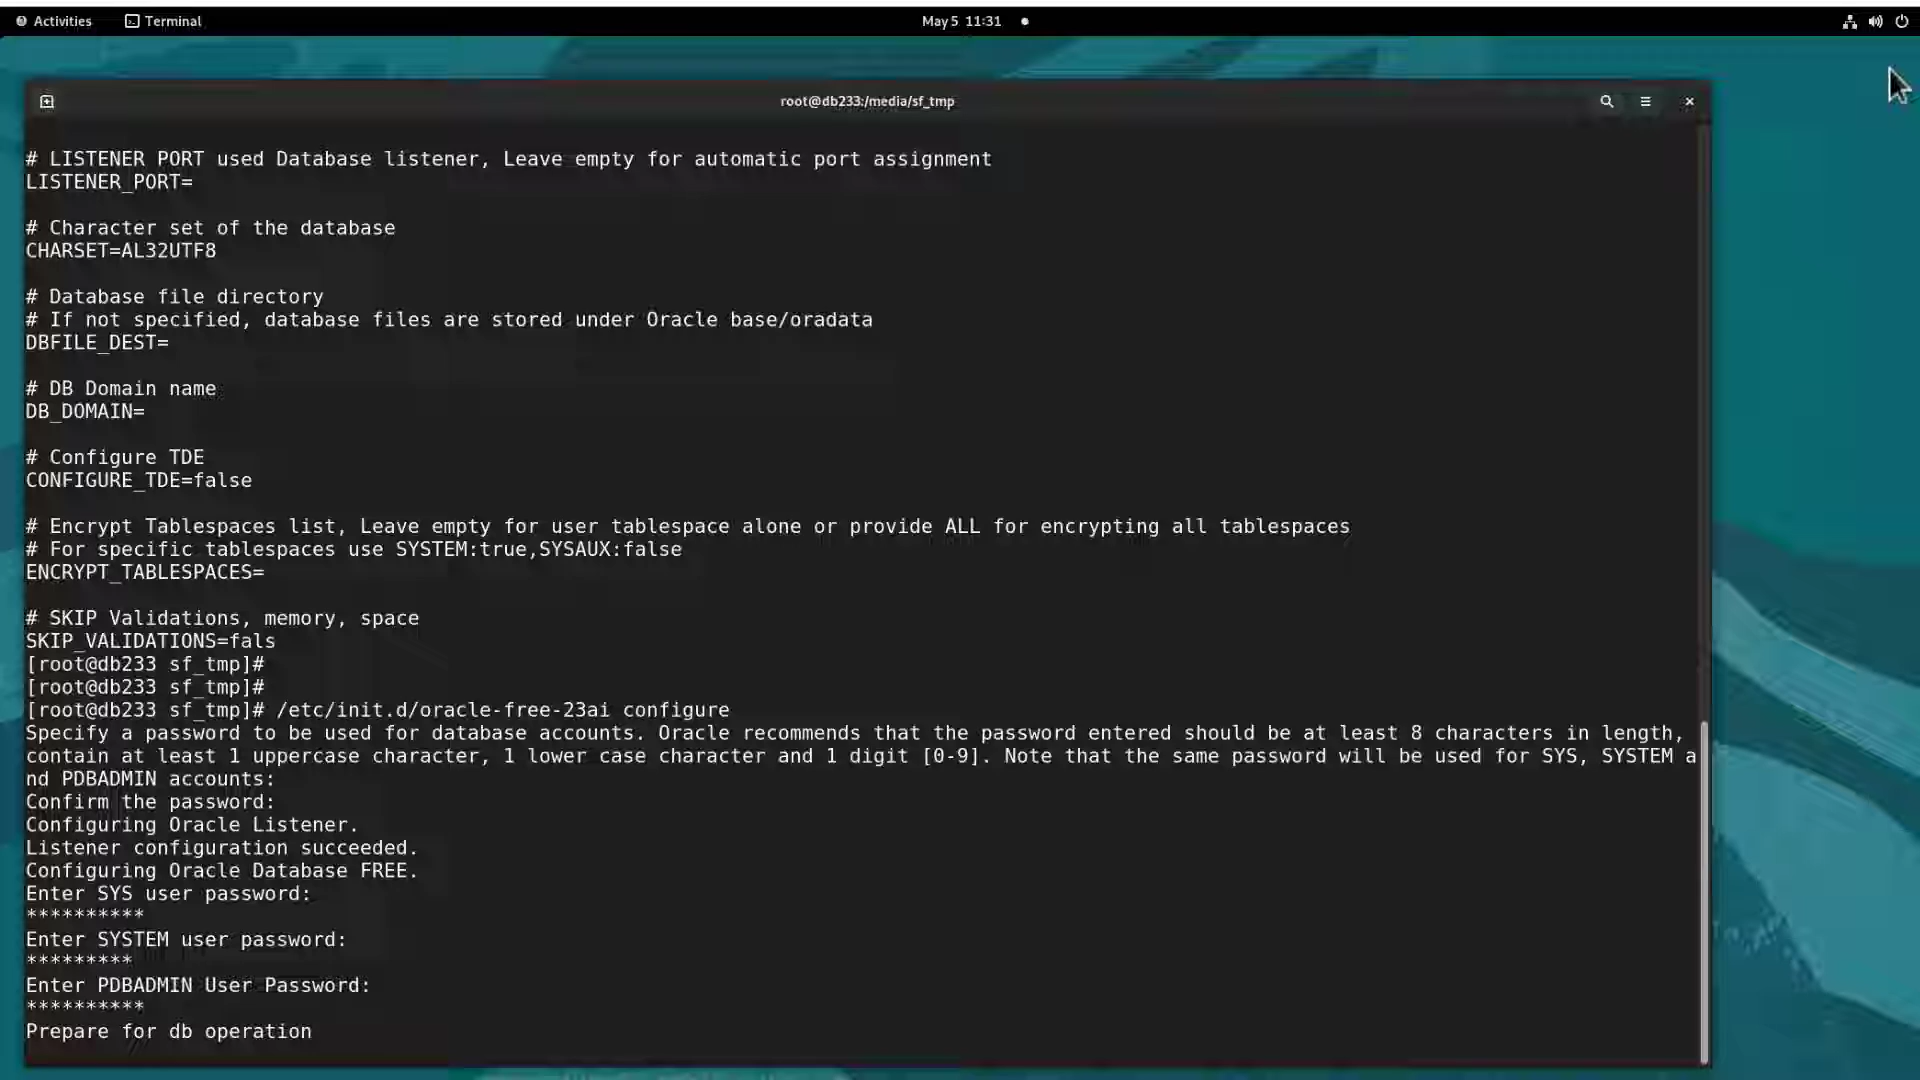 Activities
Terminal
May 5 11:31
root@db233:/media/sf_tmp
# LISTENER PORT used Database listener, Leave empty for automatic port assignment
LISTENER_PORT=
# Character set of the database
CHARSET=AL32UTF8
# Database file directory
# If not specified, database files are stored under Oracle base/oradata
DBFILE_DEST=
# DB Domain name
DB_DOMAIN=
# Configure TDE
CONFIGURE_TDE=false
# Encrypt Tablespaces list, Leave empty for user tablespace alone or provide ALL for encrypting all tablespaces
# For specific tablespaces use SYSTEM:true,SYSAUX:false
ENCRYPT_TABLESPACES=
# SKIP Validations, memory, space
SKIP_VALIDATIONS=fals
[root@db233 sf_tmp]#
[root@db233 sf_tmp]#
[root@db233 sf_tmp]# /etc/init.d/oracle-free-23ai configure
Specify a password to be used for database accounts. Oracle recommends that the password entered should be at least 8 characters in length,
contain at least 1 uppercase character, 1 lower case character and 1 digit [0-9]. Note that the same password will be used for SYS, SYSTEM a
nd PDBADMIN accounts:
Confirm the password:
Configuring Oracle Listener.
Listener configuration succeeded.
Configuring Oracle Database FREE.
Enter SYS user password:
**********
Enter SYSTEM user password:
*********
Enter PDBADMIN User Password:
**********
Prepare for db operation